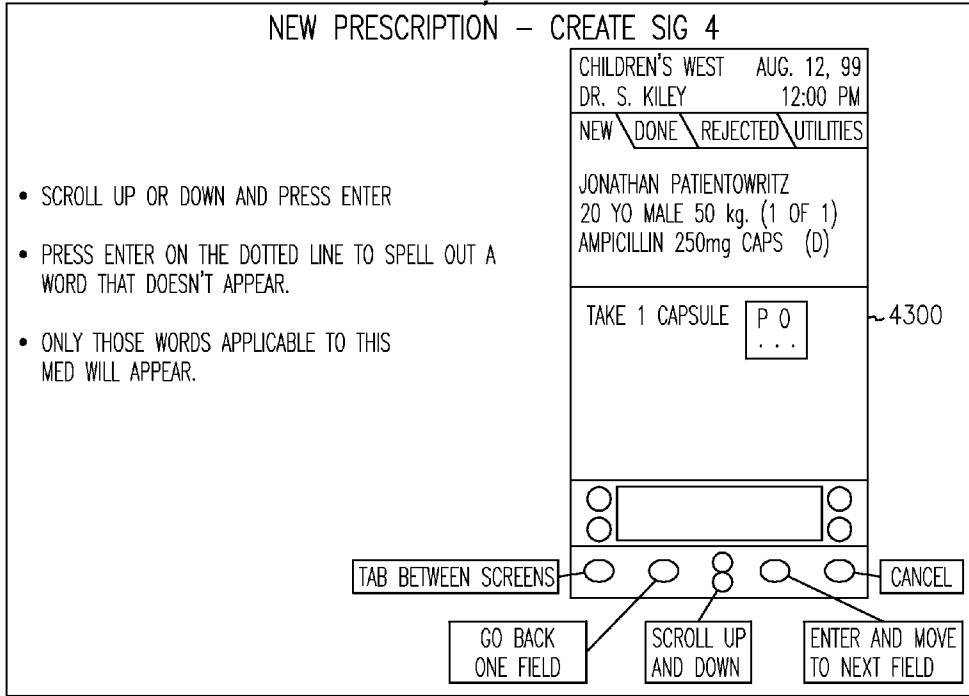 NEW PRESCRIPTION – CREATE SIG 4
• SCROLL UP OR DOWN AND PRESS ENTER
• PRESS ENTER ON THE DOTTED LINE TO SPELL OUT A
WORD THAT DOESN'T APPEAR.
• ONLY THOSE WORDS APPLICABLE TO THIS
MED WILL APPEAR.
CHILDREN'S WEST AUG. 12, 99
DR. S. KILEY 12:00 PM
NEW DONE REJECTED UTILITIES
JONATHAN PATIENTOWRITZ
20 YO MALE 50 kg. (1 OF 1)
AMPICILLIN 250mg CAPS (D)
TAKE 1 CAPSULE P O
. . .
4300
TAB BETWEEN SCREENS
CANCEL
GO BACK
ONE FIELD
SCROLL UP
AND DOWN
ENTER AND MOVE
TO NEXT FIELD